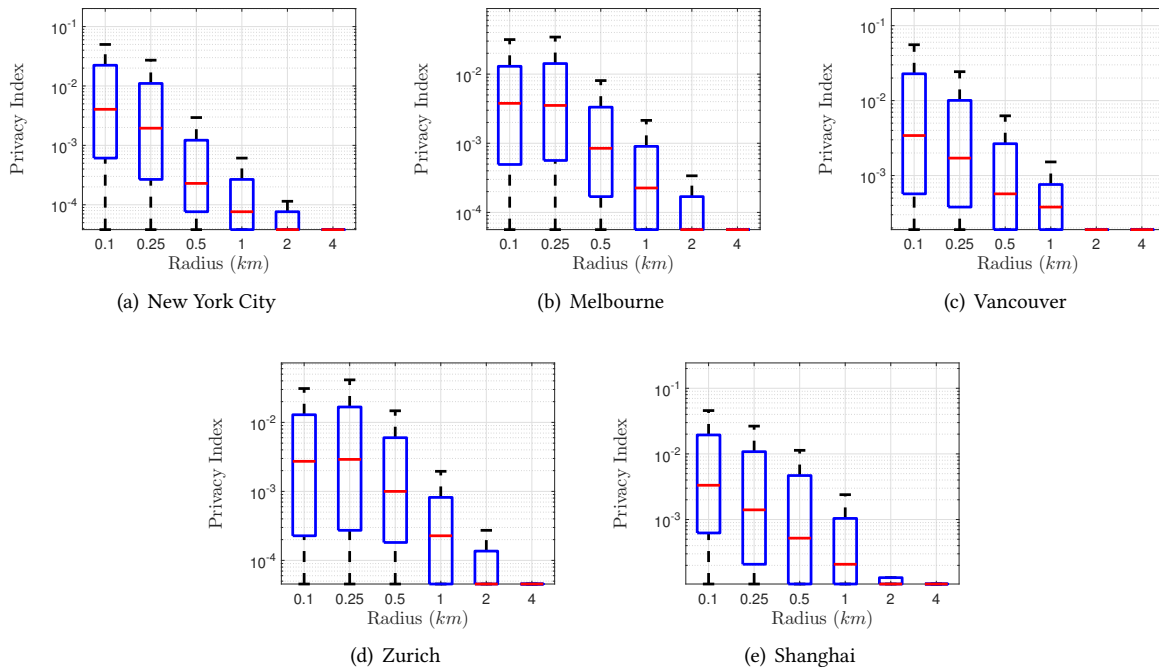 10^-1
10^-2
10^-3
10^-4
Privacy Index
0.1 0.25 0.5 1 2 4
Radius (km)
(a) New York City
10^-2
10^-3
10^-4
Privacy Index
0.1 0.25 0.5 1 2 4
Radius (km)
(b) Melbourne
10^-1
10^-2
10^-3
Privacy Index
0.1 0.25 0.5 1 2 4
Radius (km)
(c) Vancouver
10^-2
10^-3
10^-4
Privacy Index
0.1 0.25 0.5 1 2 4
Radius (km)
(d) Zurich
10^-1
10^-2
10^-3
Privacy Index
0.1 0.25 0.5 1 2 4
Radius (km)
(e) Shanghai